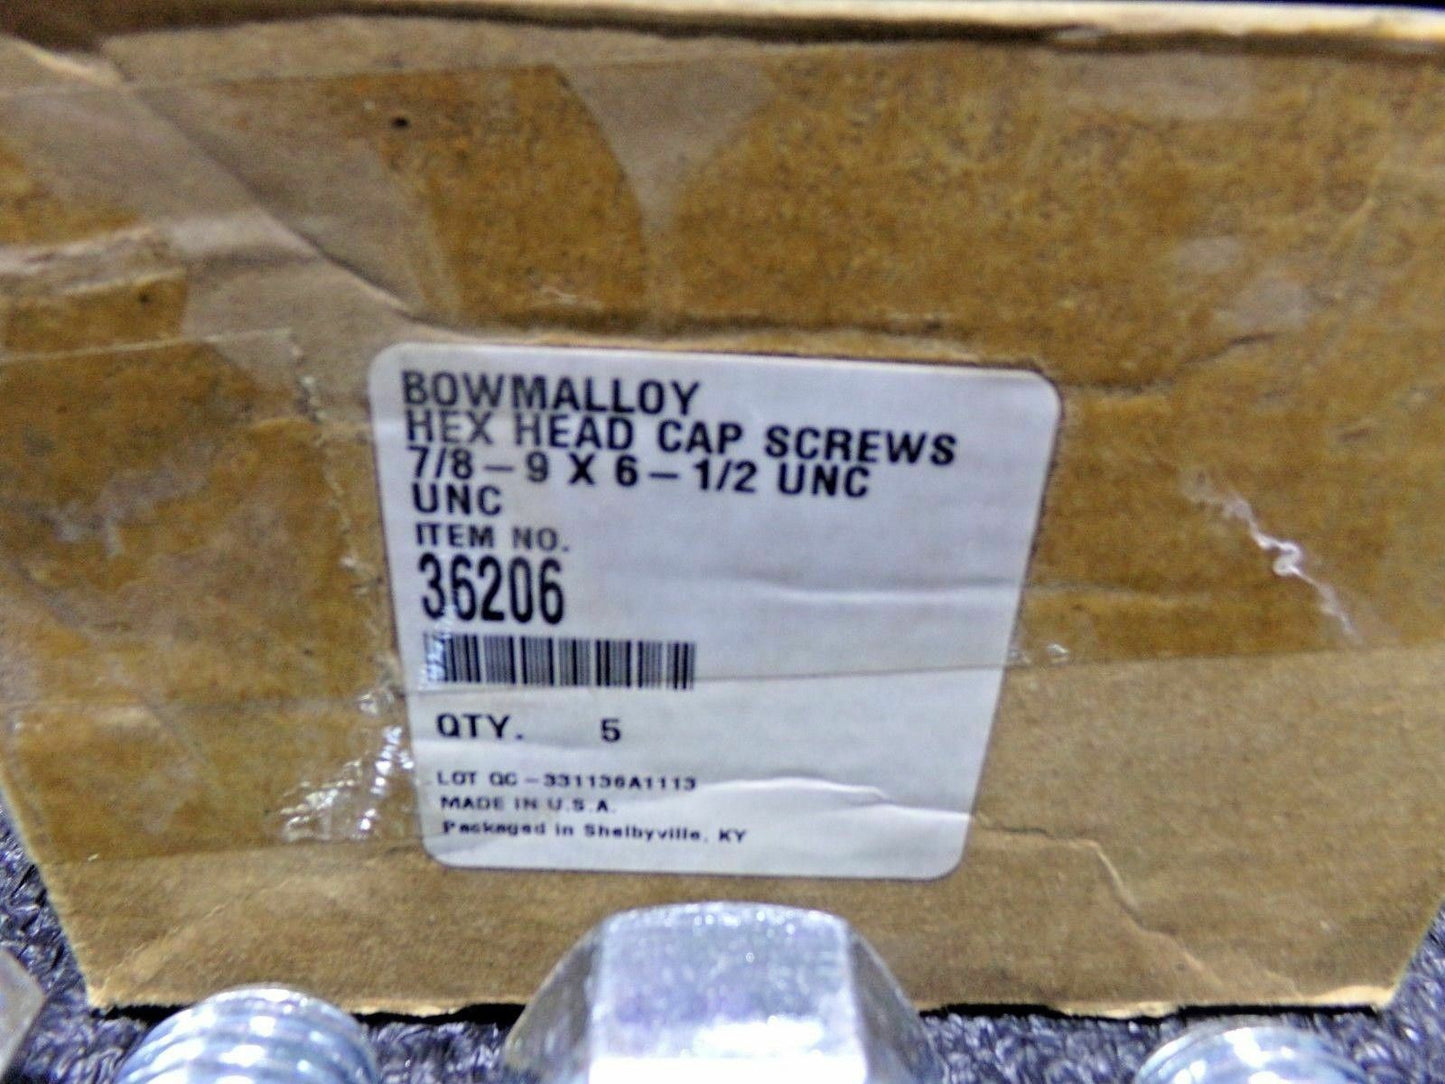 BOWMALLOY
HEX HEAD CAP SCREWS
7/8 - 9 X 6 - 1/2 UNC
UNC
ITEM NO.
36206
QTY. 5
LOT QC - 331136A1113
MADE IN U.S.A.
Packaged in Shelbyville, KY